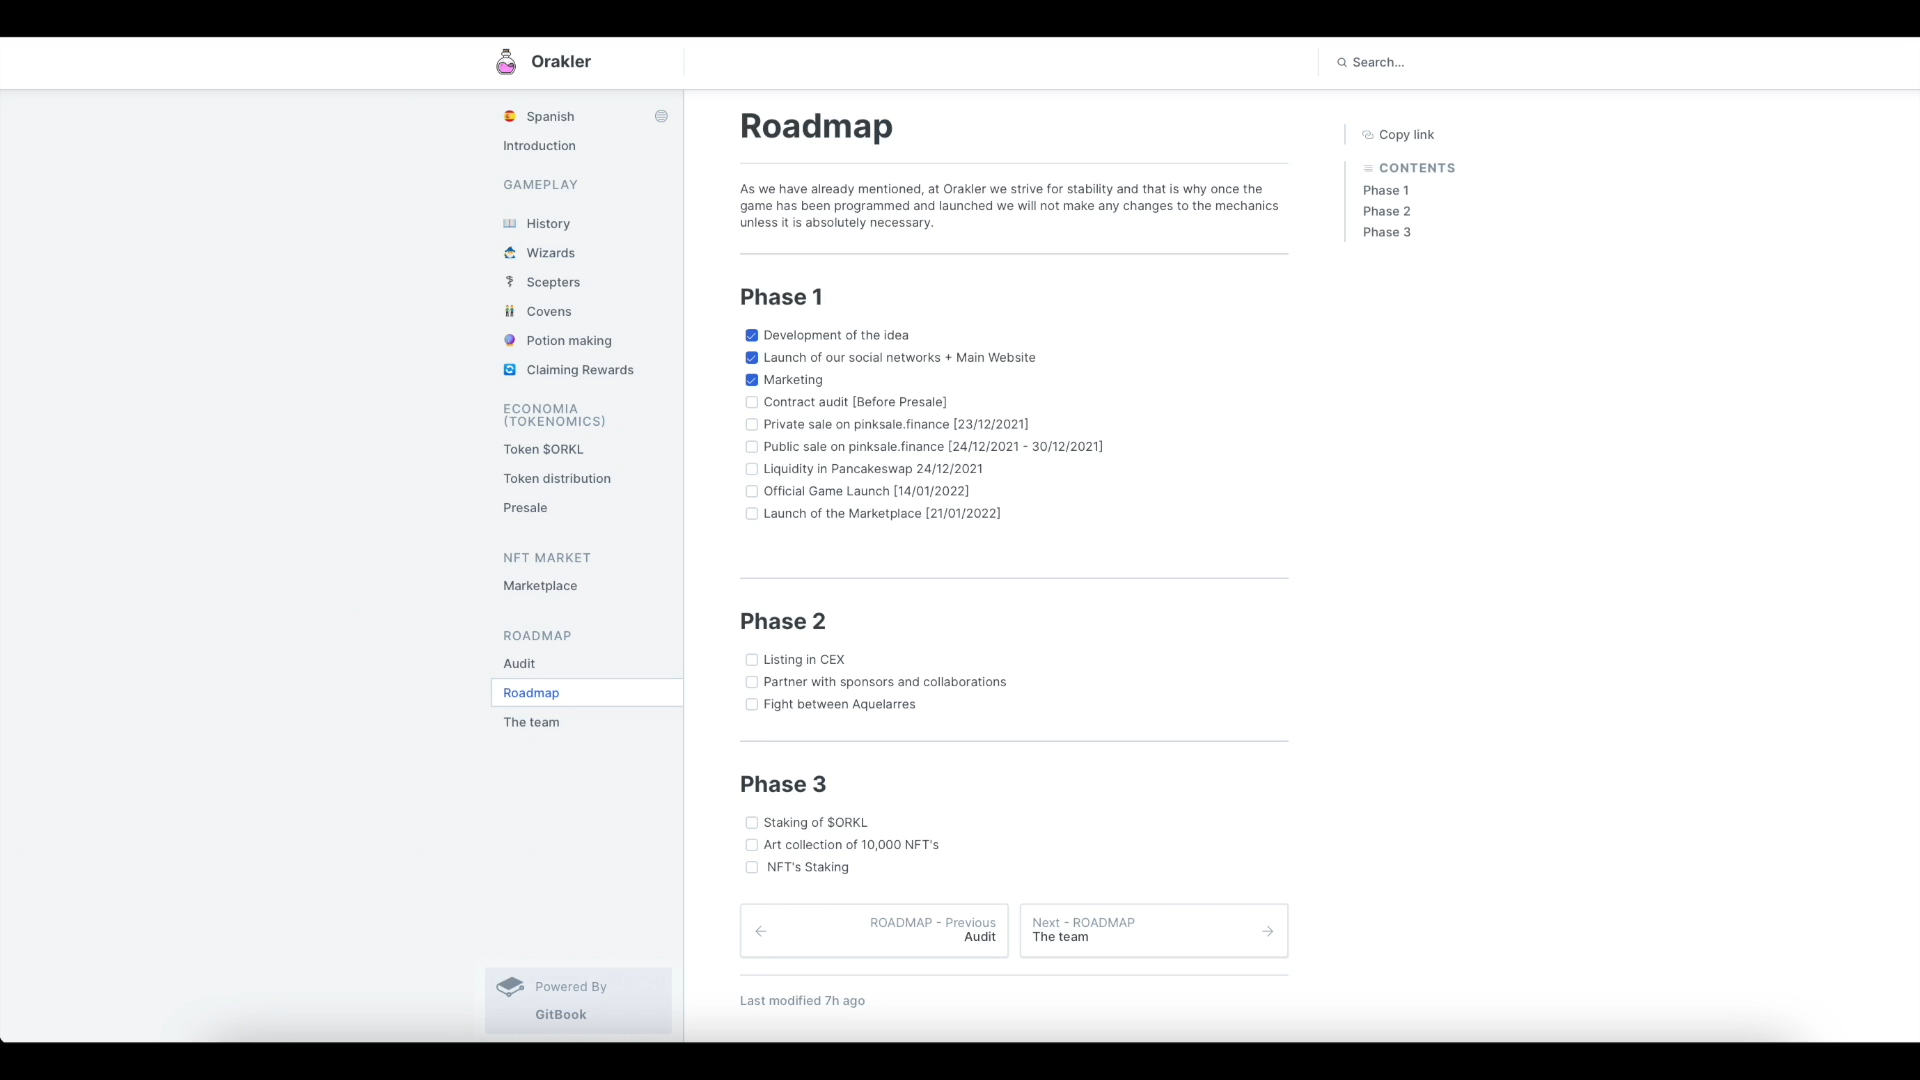 Orakler
Search...
Spanish
Introduction
GAMEPLAY
History
Wizards
Scepters
Covens
Potion making
Claiming Rewards
ECONOMIA
(TOKENOMICS)
Token $ORKL
Token distribution
Presale
NFT MARKET
Marketplace
ROADMAP
Audit
Roadmap
The team
Powered By
GitBook
Roadmap
As we have already mentioned, at Orakler we strive for stability and that is why once the
game has been programmed and launched we will not make any changes to the mechanics
unless it is absolutely necessary.
Phase 1
Development of the idea
Launch of our social networks + Main Website
Marketing
Contract audit [Before Presale]
Private sale on pinksale.finance [23/12/2021]
Public sale on pinksale.finance [24/12/2021 - 30/12/2021]
Liquidity in Pancakeswap 24/12/2021
Official Game Launch [14/01/2022]
Launch of the Marketplace [21/01/2022]
Phase 2
Listing in CEX
Partner with sponsors and collaborations
Fight between Aquelarres
Phase 3
Staking of $ORKL
Art collection of 10,000 NFT's
NFT's Staking
ROADMAP - Previous
Audit
Next - ROADMAP
The team
Last modified 7h ago
Copy link
CONTENTS
Phase 1
Phase 2
Phase 3